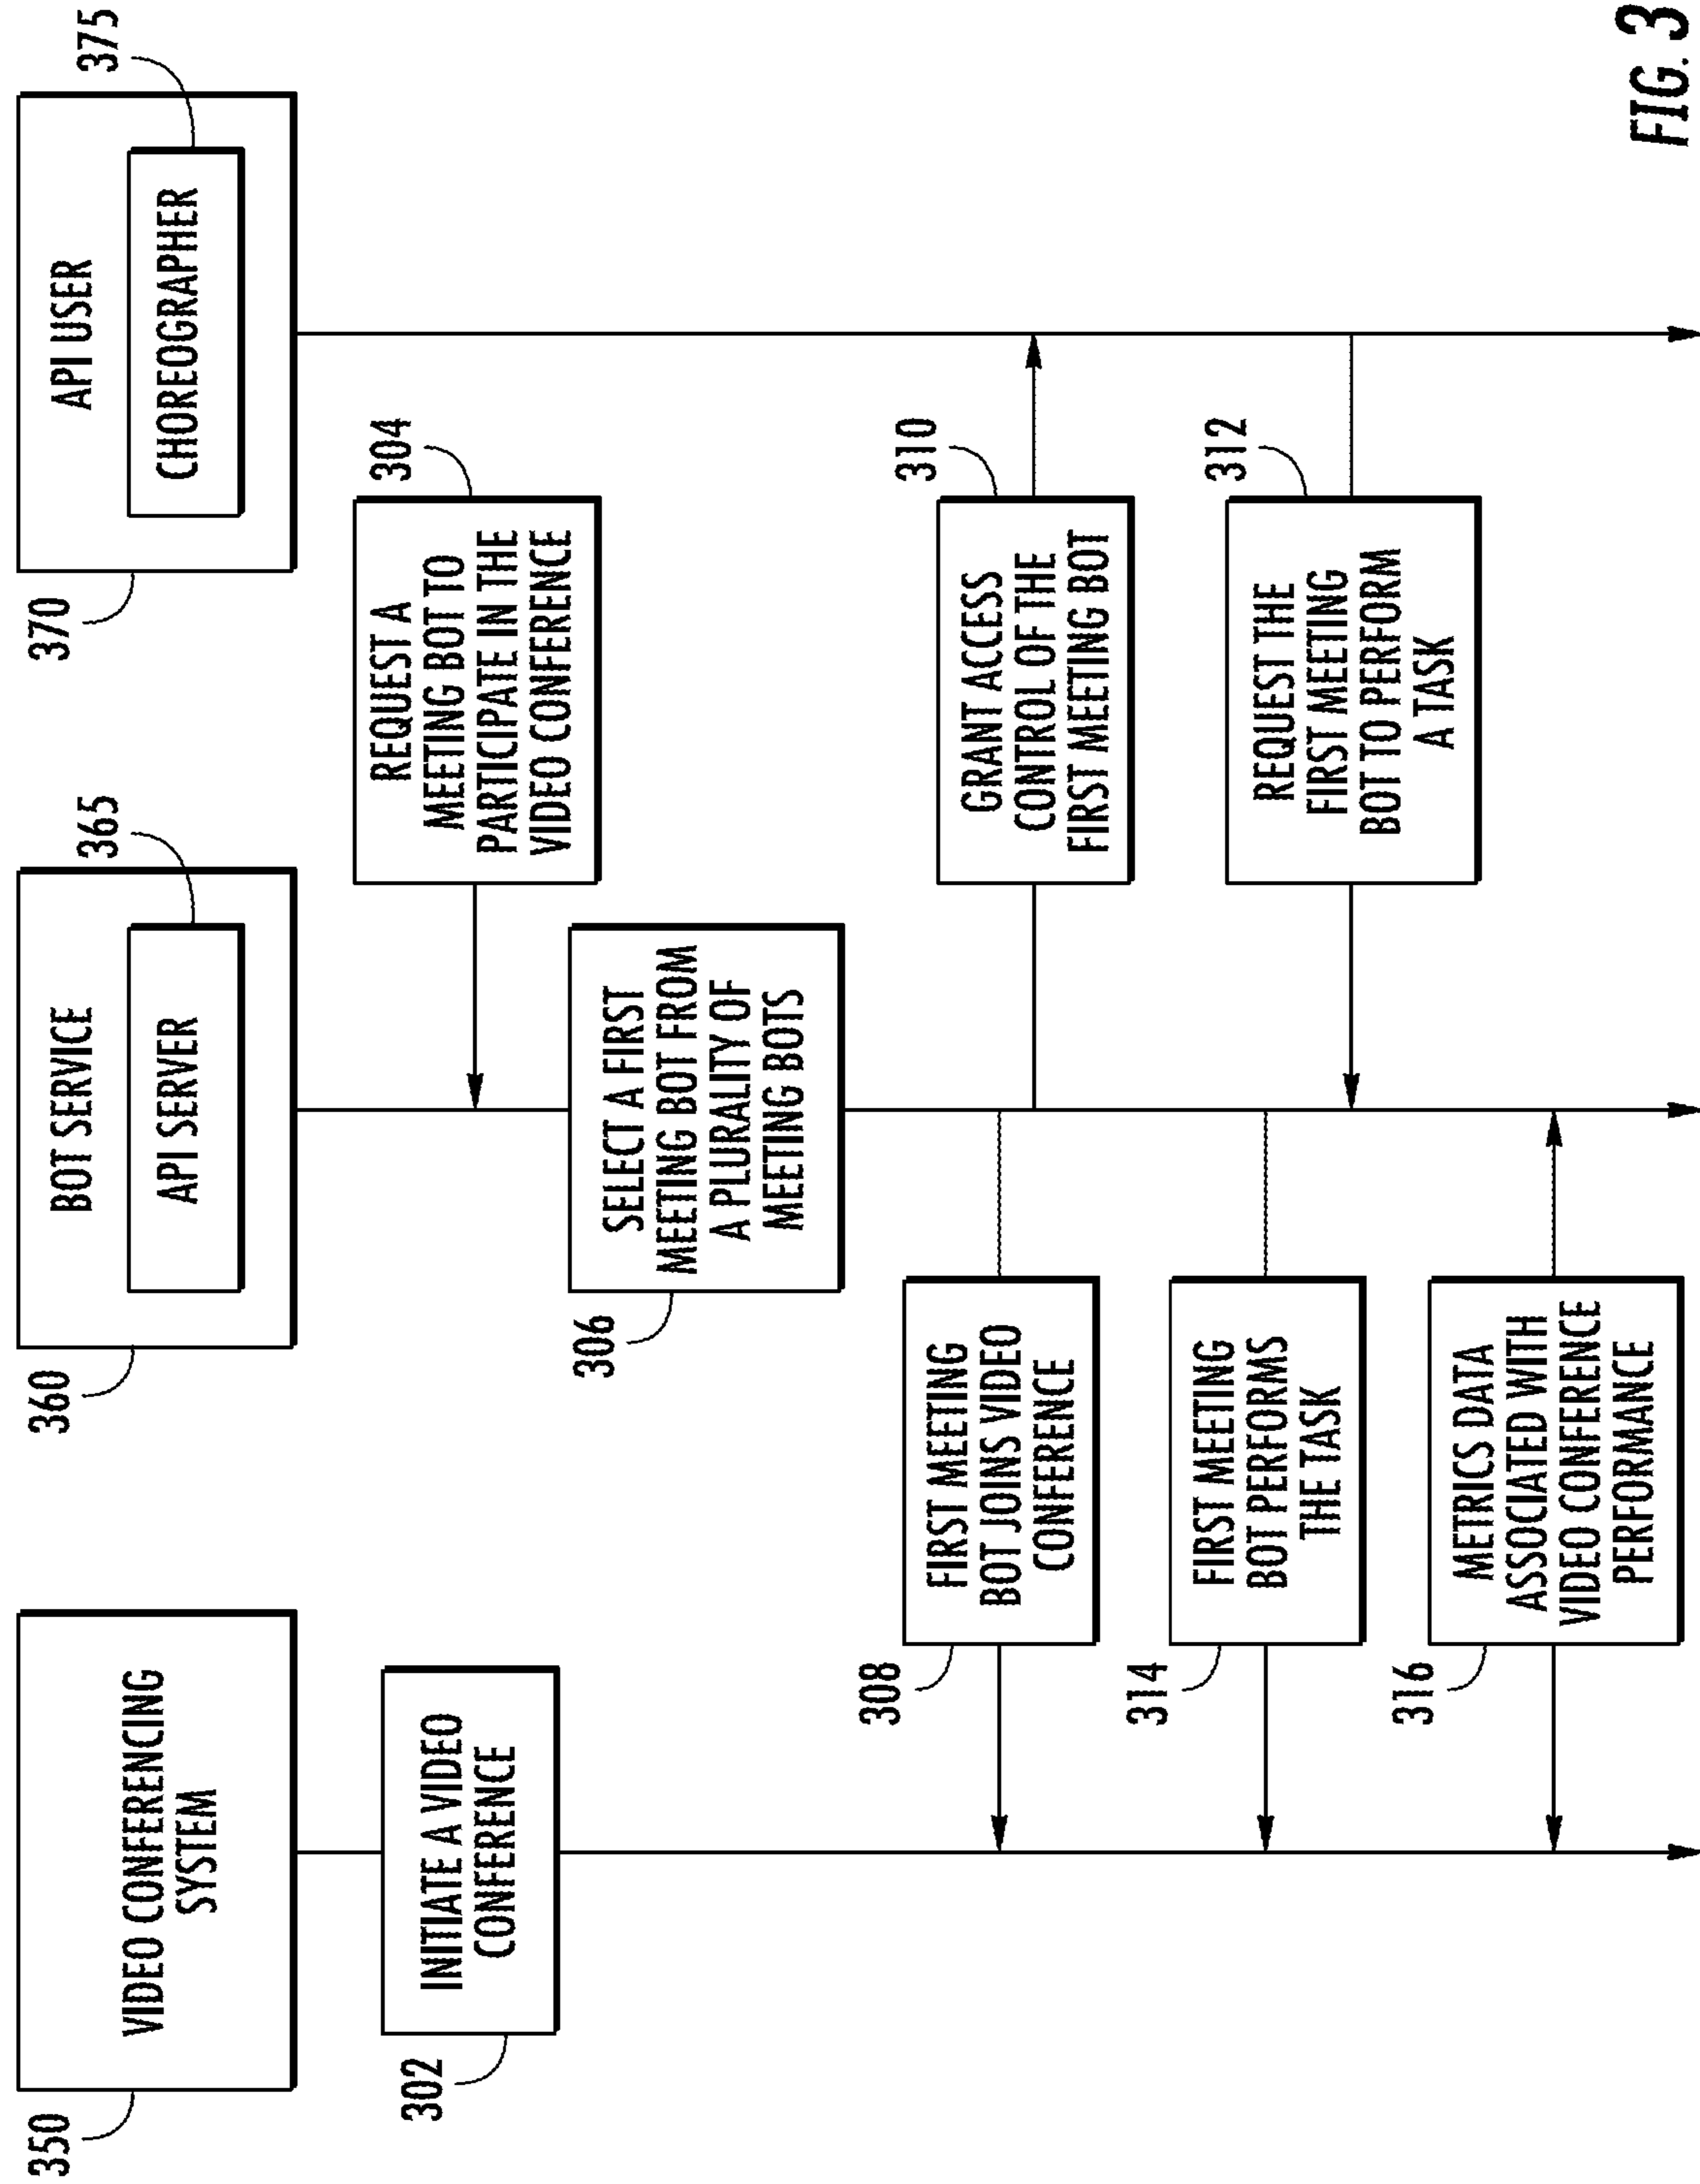 350
VIDEO CONFERENCING
SYSTEM
360
BOT SERVICE
365
API SERVER
370
API USER
375
CHOREOGRAPHER
302
INITIATE A VIDEO
CONFERENCE
304
REQUEST A
MEETING BOT TO
PARTICIPATE IN THE
VIDEO CONFERENCE
306
SELECT A FIRST
MEETING BOT FROM
A PLURALITY OF
MEETING BOTS
308
FIRST MEETING
BOT JOINS VIDEO
CONFERENCE
310
GRANT ACCESS
CONTROL OF THE
FIRST MEETING BOT
312
REQUEST THE
FIRST MEETING
BOT TO PERFORM
A TASK
314
FIRST MEETING
BOT PERFORMS
THE TASK
316
METRICS DATA
ASSOCIATED WITH
VIDEO CONFERENCE
PERFORMANCE
FIG. 3